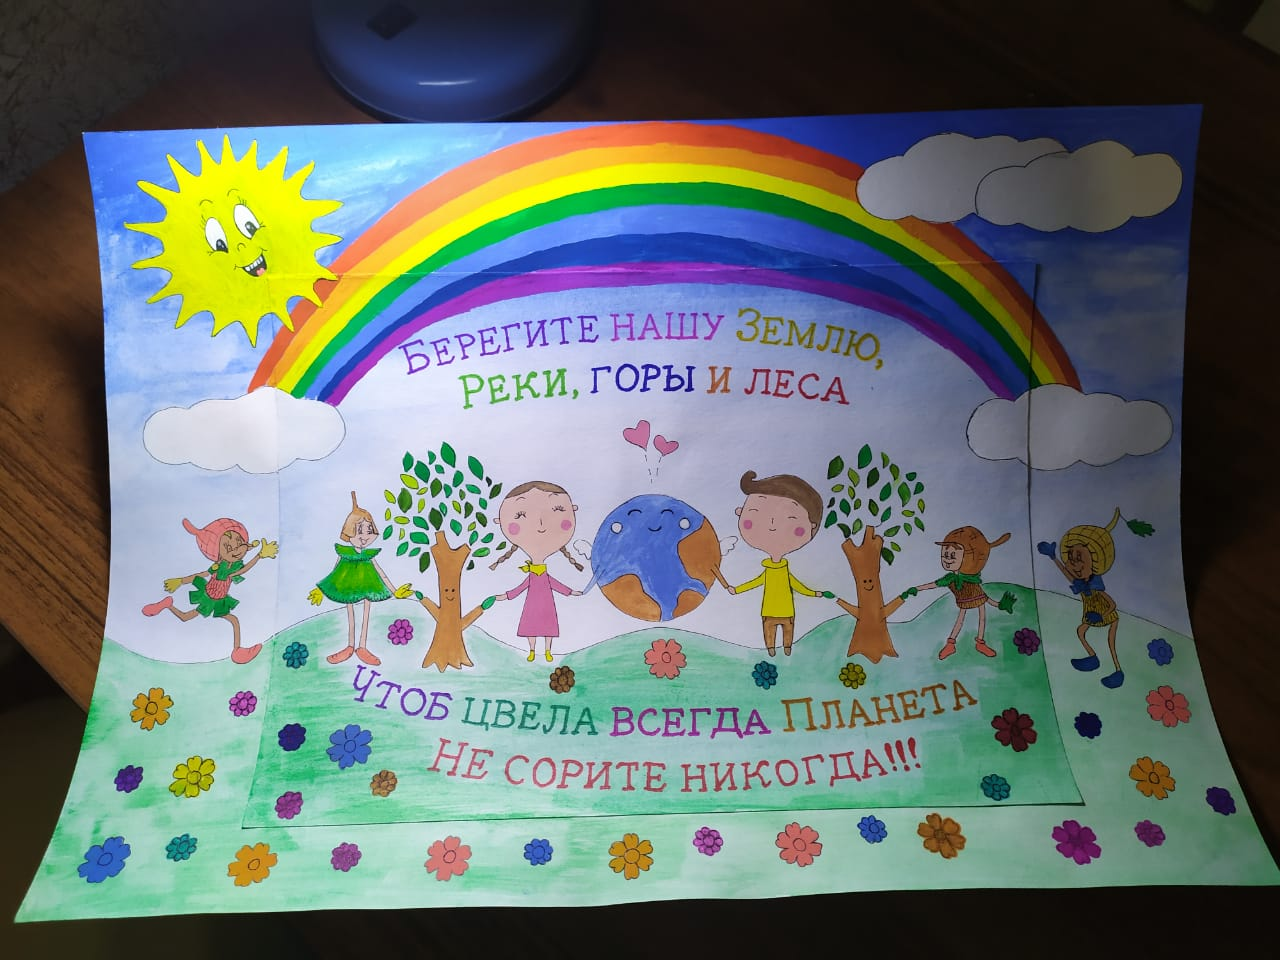 Берегите нашу Землю,
реки, горы и леса
Чтоб цвела всегда Планета
Не сорите никогда!!!